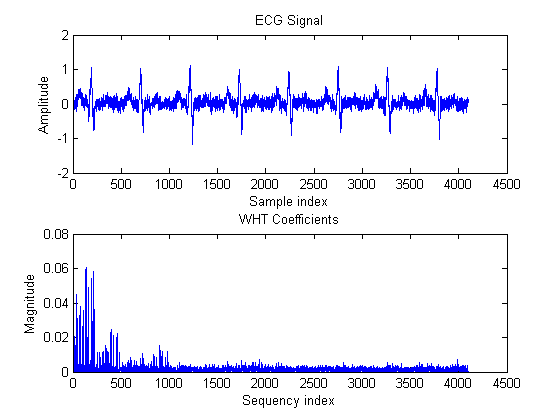 ECG Signal
2
1
0
-1
-2
Amplitude
0 500 1000 1500 2000 2500 3000 3500 4000 4500
Sample index
WHT Coefficients
0.08
0.06
0.04
0.02
0
Magnitude
0 500 1000 1500 2000 2500 3000 3500 4000 4500
Sequency index